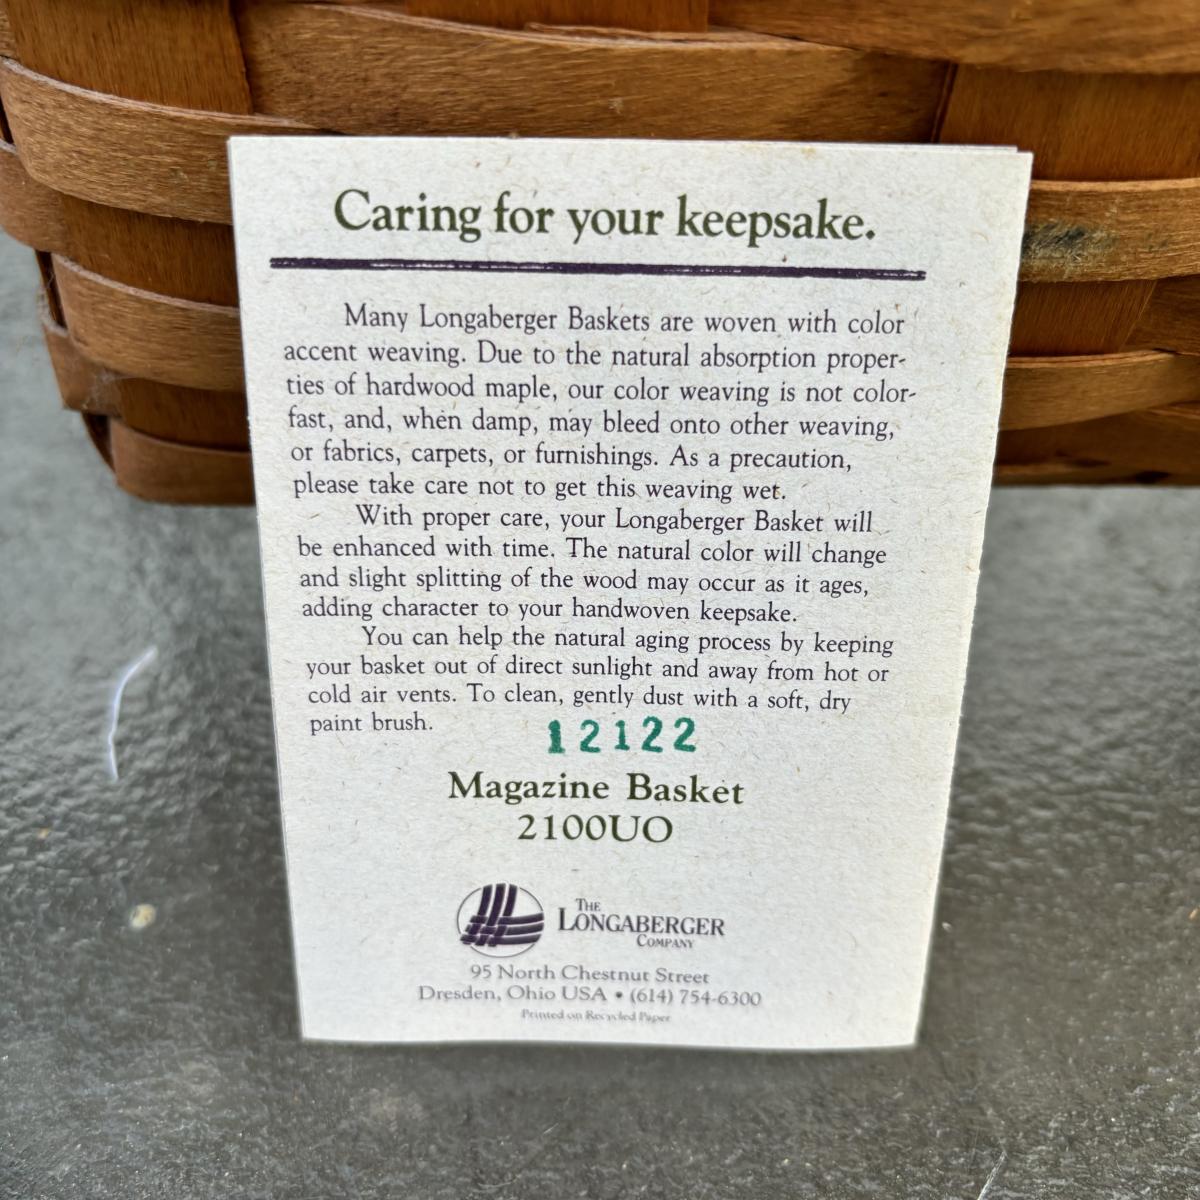 Caring for your keepsake.
Many Longaberger Baskets are woven with color
accent weaving. Due to the natural absorption proper-
ties of hardwood maple, our color weaving is not color-
fast, and, when damp, may bleed onto other weaving,
or fabrics, carpets, or furnishings. As a precaution,
please take care not to get this weaving wet.
With proper care, your Longaberger Basket will
be enhanced with time. The natural color will change
and slight splitting of the wood may occur as it ages,
adding character to your handwoven keepsake.
You can help the natural aging process by keeping
your basket out of direct sunlight and away from hot or
cold air vents. To clean, gently dust with a soft, dry
paint brush.
12122
Magazine Basket
2100UO
THE
LONGABERGER
COMPANY
95 North Chestnut Street
Dresden, Ohio USA • (614) 754-6300
Printed on Recycled Paper